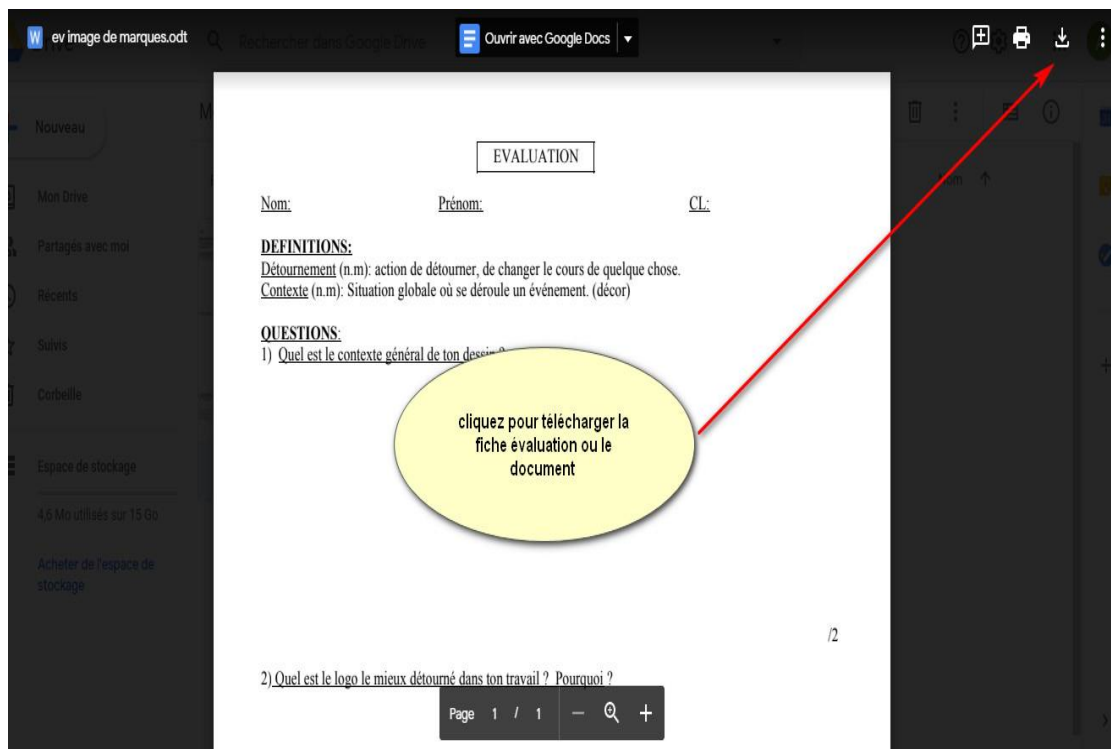 ev image de marques.odt
Rechercher dans Google Drive
Ouvrir avec Google Docs
Nouveau
Mon Drive
Partagés avec moi
Récents
Suivis
Corbeille
Espace de stockage
4,6 Mo utilisés sur 15 Go
Acheter de l'espace de
stockage
Nom
EVALUATION
Nom: Prénom: CL:
DEFINITIONS:
Détournement (n.m): action de détourner, de changer le cours de quelque chose.
Contexte (n.m): Situation globale où se déroule un événement. (décor)
QUESTIONS:
1) Quel est le contexte général de ton dessin ?
cliquez pour télécharger la
fiche évaluation ou le
document
/2
2) Quel est le logo le mieux détourné dans ton travail ? Pourquoi ?
Page 1 / 1